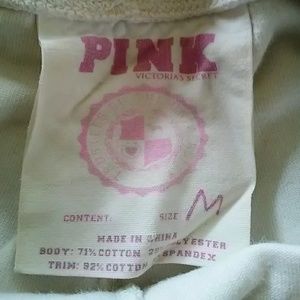 PINK
VICTORIA'S SECRET
CONTENT: SIZE M
MADE IN CHINA
BODY: 71% COTTON SPANDEX
TRIM: 92% COTTON